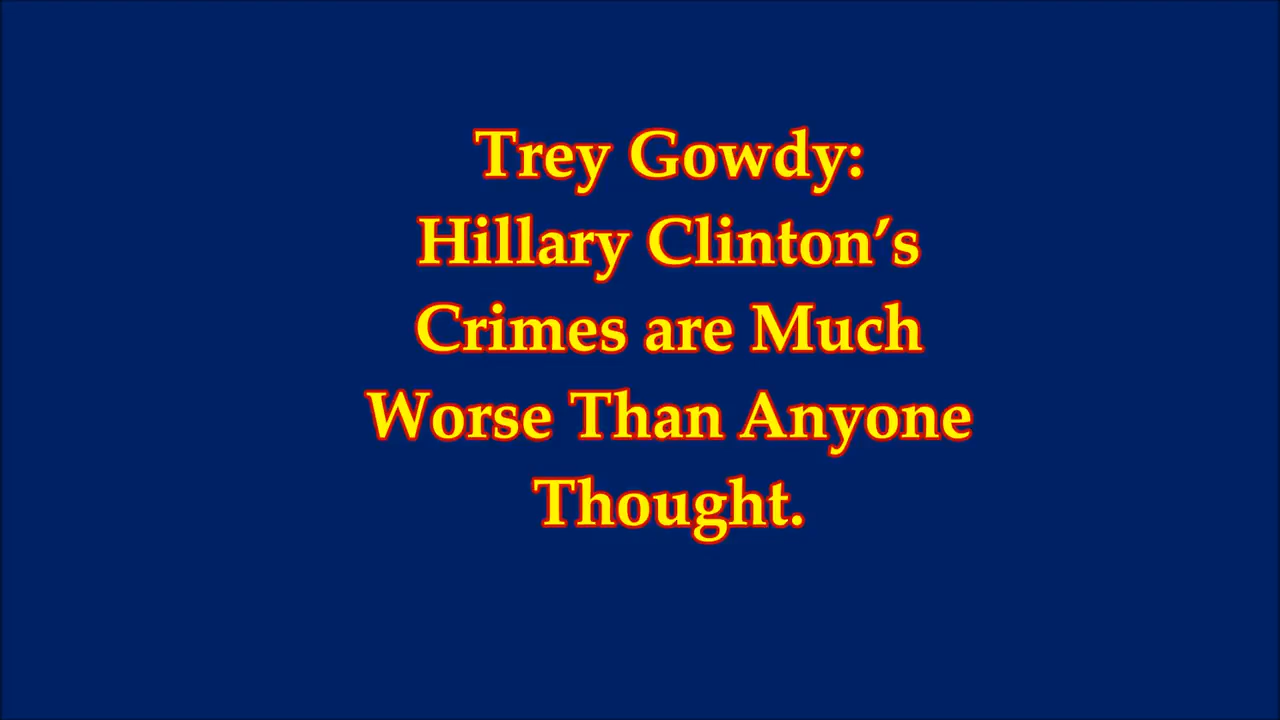 Trey Gowdy:
Hillary Clinton’s
Crimes are Much
Worse Than Anyone
Thought.